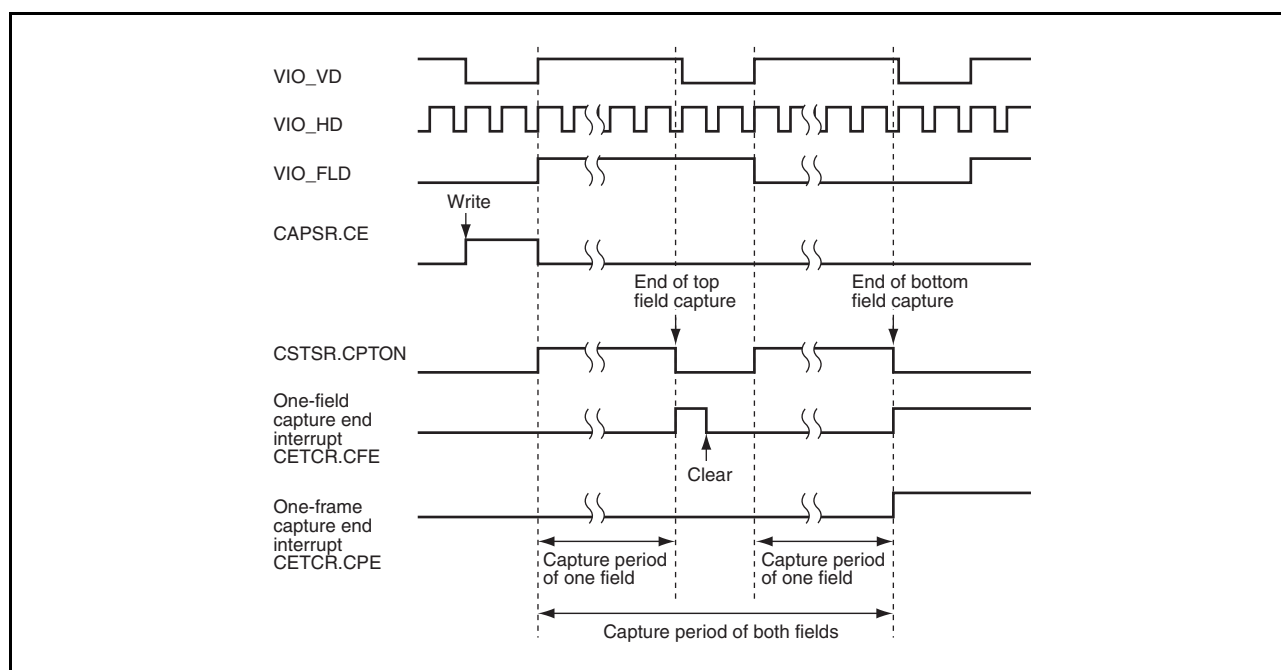 VIO_VD
VIO_HD
VIO_FLD
Write
CAPSR.CE
End of top
field capture
End of bottom
field capture
CSTSR.CPTON
One-field
capture end
interrupt
CETCR.CFE
Clear
One-frame
capture end
interrupt
CETCR.CPE
Capture period
of one field
Capture period
of one field
Capture period of both fields